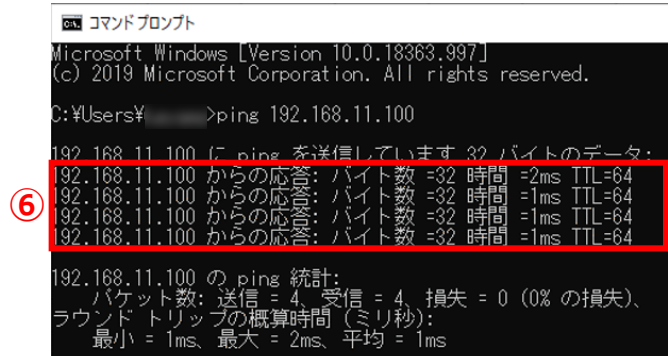 コマンド プロンプト
Microsoft Windows [Version 10.0.18363.997]
(c) 2019 Microsoft Corporation. All rights reserved.
C:¥Users¥ >ping 192.168.11.100
192.168.11.100 に ping を送信しています 32 バイトのデータ:
192.168.11.100 からの応答: バイト数 =32 時間 =2ms TTL=64
192.168.11.100 からの応答: バイト数 =32 時間 =1ms TTL=64
⑥
192.168.11.100 からの応答: バイト数 =32 時間 =1ms TTL=64
192.168.11.100 からの応答: バイト数 =32 時間 =1ms TTL=64
192.168.11.100 の ping 統計:
パケット数: 送信 = 4、受信 = 4、損失 = 0 (0% の損失)、
ラウンド トリップの概算時間 (ミリ秒):
最小 = 1ms、最大 = 2ms、平均 = 1ms